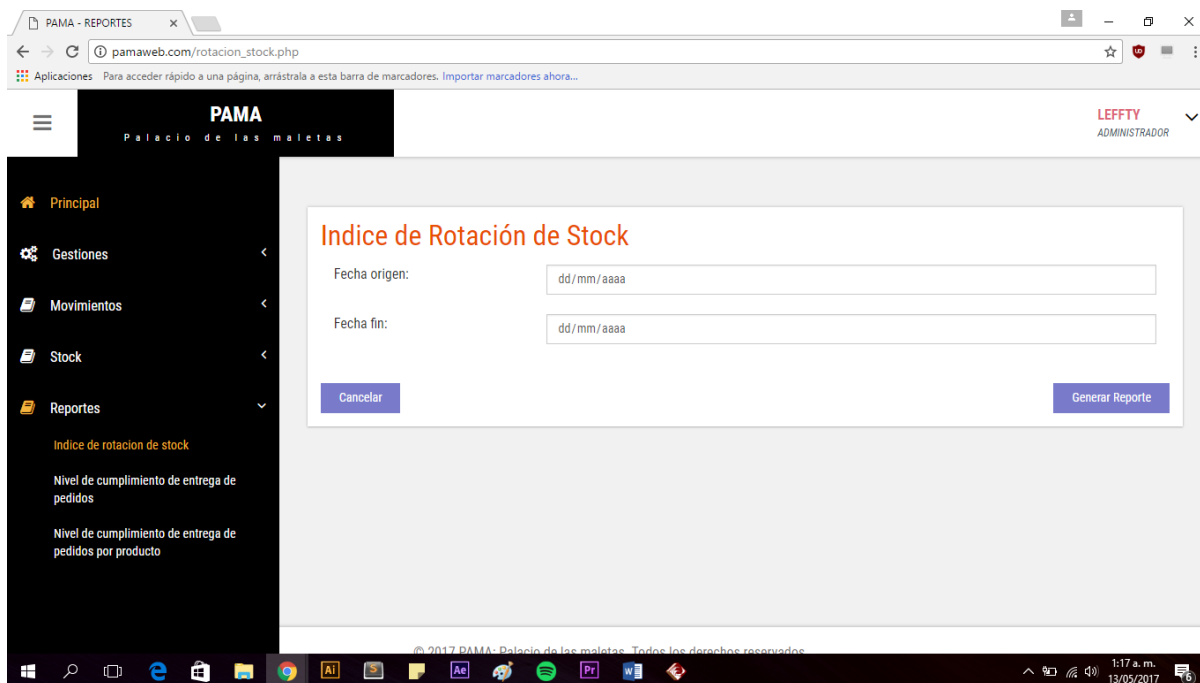 PAMA - REPORTES
pamaweb.com/rotacion_stock.php
Aplicaciones Para acceder rápido a una página, arrástrala a esta barra de marcadores. Importar marcadores ahora...
PAMA
Palacio de las maletas
LEFFTY
ADMINISTRADOR
Principal
Gestiones
Movimientos
Stock
Reportes
Indice de rotacion de stock
Nivel de cumplimiento de entrega de
pedidos
Nivel de cumplimiento de entrega de
pedidos por producto
Indice de Rotación de Stock
Fecha origen:
dd/mm/aaaa
Fecha fin:
dd/mm/aaaa
Cancelar
Generar Reporte
© 2017 PAMA: Palacio de las maletas. Todos los derechos reservados
Ai
S
Ae
Pr
W
1:17 a. m.
13/05/2017
6